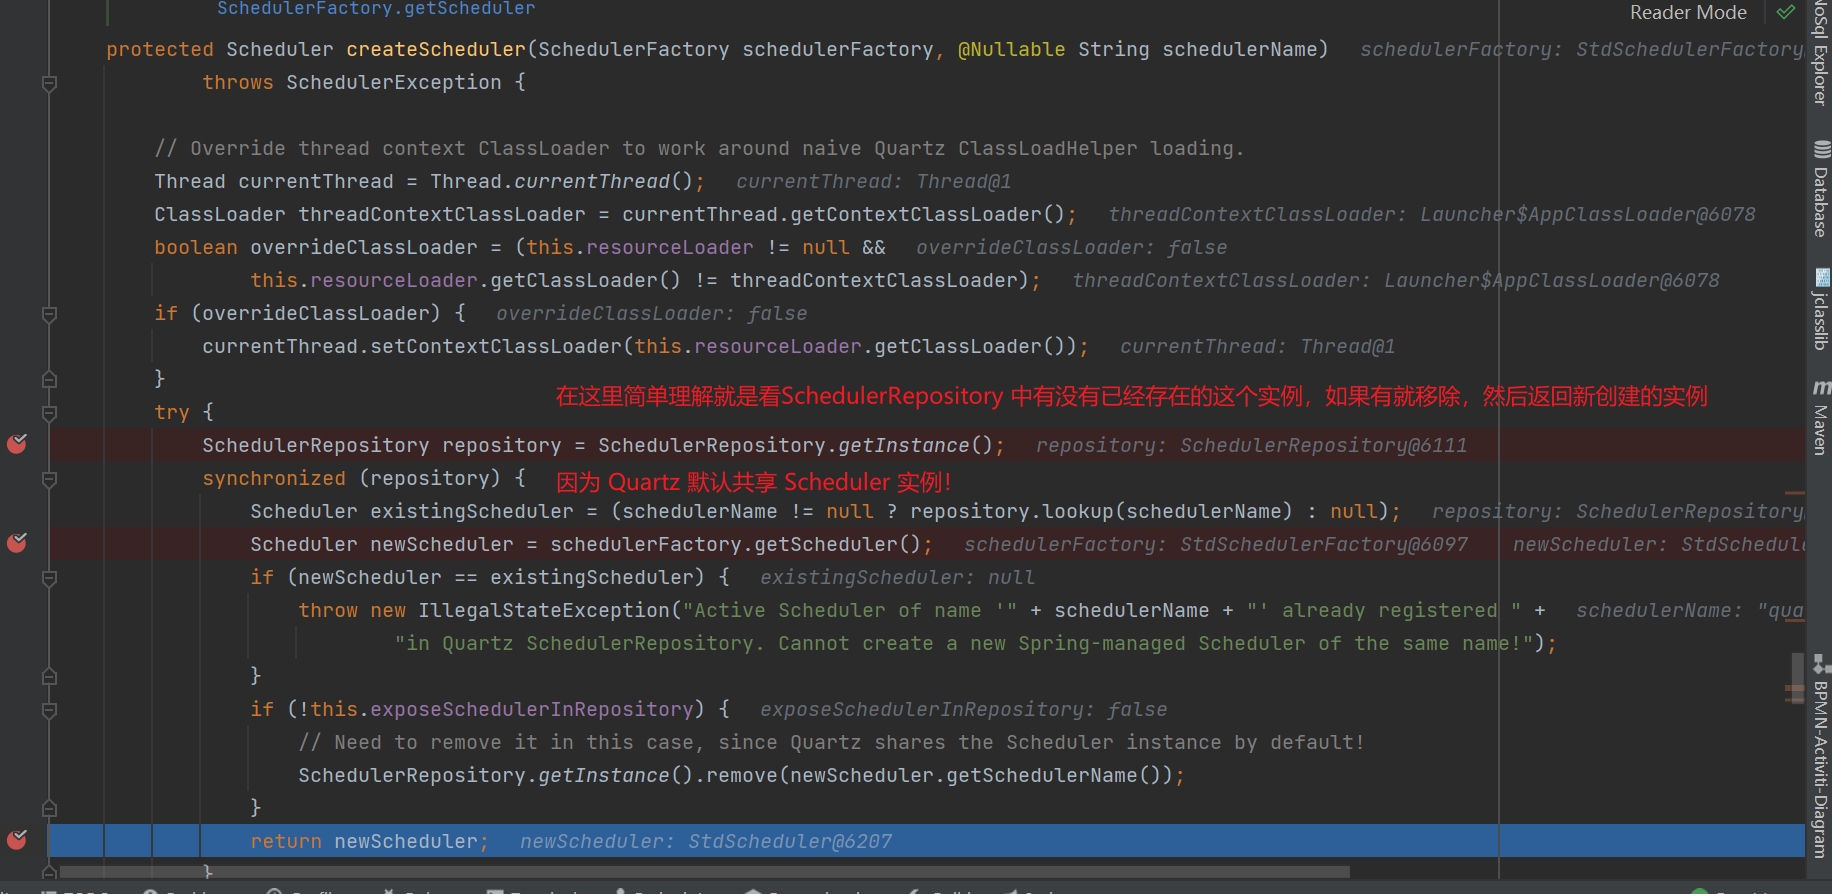 SchedulerFactory.getScheduler
Reader Mode
protected Scheduler createScheduler(SchedulerFactory schedulerFactory, @Nullable String schedulerName) schedulerFactory: StdSchedulerFactory
throws SchedulerException {
// Override thread context ClassLoader to work around naive Quartz ClassLoadHelper loading.
Thread currentThread = Thread.currentThread(); currentThread: Thread@1
ClassLoader threadContextClassLoader = currentThread.getContextClassLoader(); threadContextClassLoader: Launcher$AppClassLoader@6078
boolean overrideClassLoader = (this.resourceLoader != null && overrideClassLoader: false
this.resourceLoader.getClassLoader() != threadContextClassLoader); threadContextClassLoader: Launcher$AppClassLoader@6078
if (overrideClassLoader) { overrideClassLoader: false
currentThread.setContextClassLoader(this.resourceLoader.getClassLoader()); currentThread: Thread@1
}
在这里简单理解就是看SchedulerRepository 中有没有已经存在的这个实例，如果有就移除，然后返回新创建的实例
try {
SchedulerRepository repository = SchedulerRepository.getInstance(); repository: SchedulerRepository@6111
synchronized (repository) { 因为 Quartz 默认共享 Scheduler 实例！
Scheduler existingScheduler = (schedulerName != null ? repository.lookup(schedulerName) : null); repository: SchedulerRepository
Scheduler newScheduler = schedulerFactory.getScheduler(); schedulerFactory: StdSchedulerFactory@6097 newScheduler: StdSchedule
if (newScheduler == existingScheduler) { existingScheduler: null
throw new IllegalStateException("Active Scheduler of name '" + schedulerName + "' already registered " + schedulerName: "qua
"in Quartz SchedulerRepository. Cannot create a new Spring-managed Scheduler of the same name!");
}
if (!this.exposeSchedulerInRepository) { exposeSchedulerInRepository: false
// Need to remove it in this case, since Quartz shares the Scheduler instance by default!
SchedulerRepository.getInstance().remove(newScheduler.getSchedulerName());
}
return newScheduler; newScheduler: StdScheduler@6207
}
NoSql Explorer
Database
jclasslib
Maven
BPMN-Activiti-Diagram